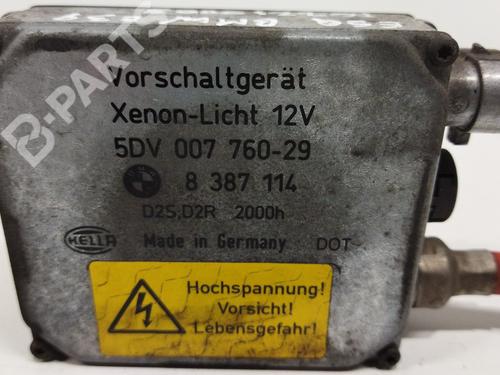 Vorschaltgerät
Xenon-Licht 12V
5DV 007 760-29
8 387 114
D2S,D2R 2000h
HELLA Made in Germany DOT
Hochspannung!
Vorsicht!
Lebensgefahr!
B-PARTS